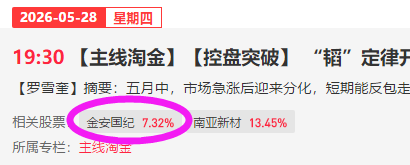 2026-05-28 星期四
19:30 【主线淘金】【控盘突破】 “韬”定律开
【罗雪奎】摘要：五月中，市场急涨后迎来分化，短期能反包走
相关股票 金安国纪 7.32% 南亚新材 13.45%
所属专栏：主线淘金